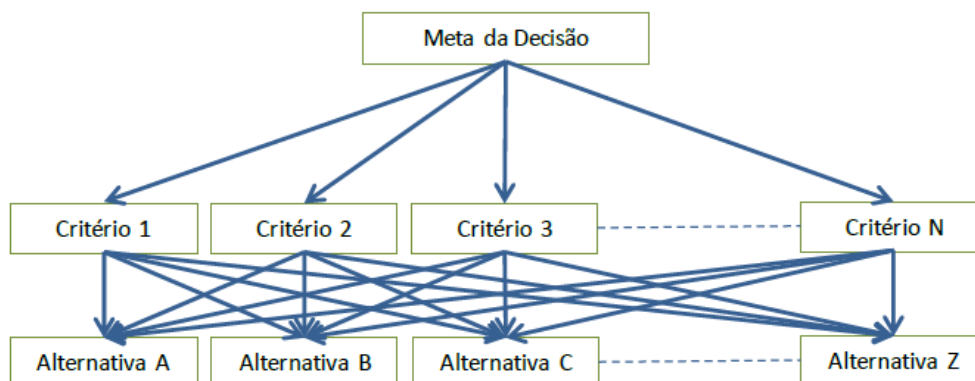 Meta da Decisão
Critério 1
Critério 2
Critério 3
Critério N
Alternativa A
Alternativa B
Alternativa C
Alternativa Z